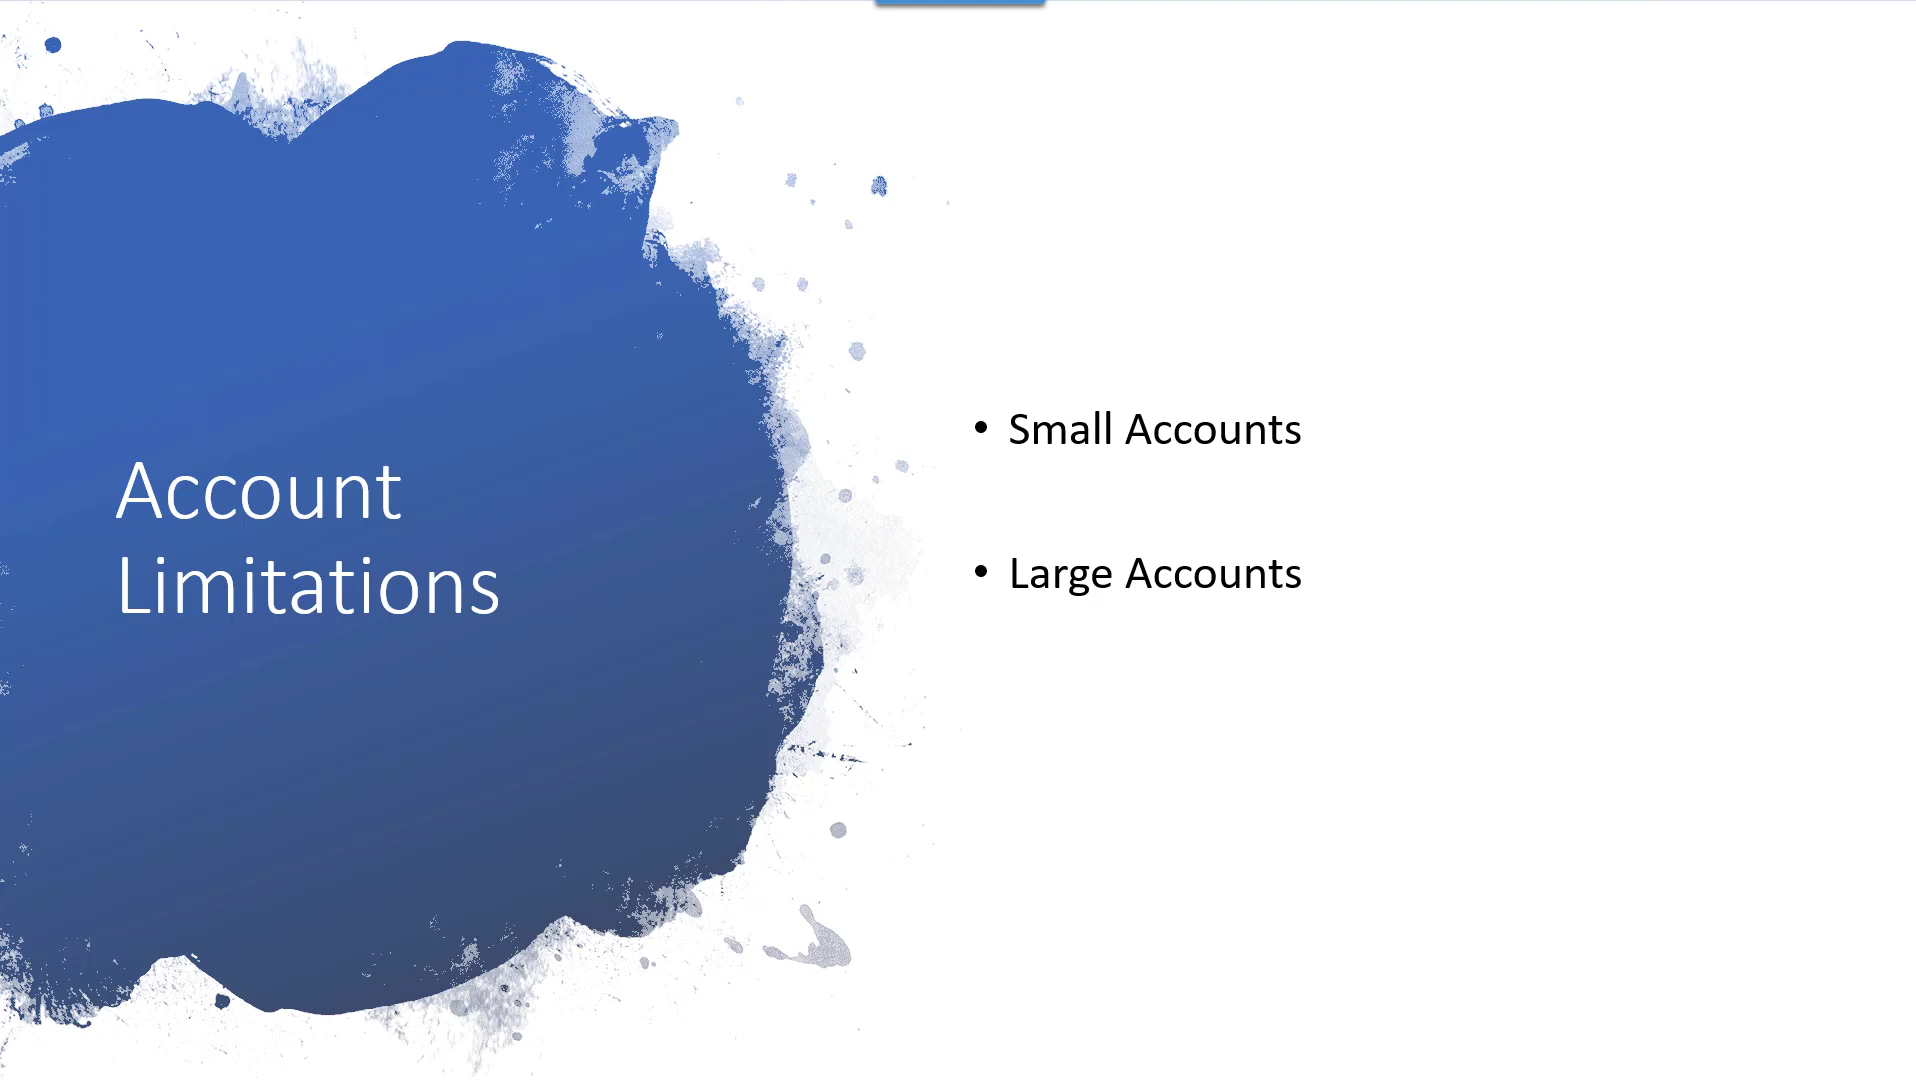 Account
Limitations
• Small Accounts
• Large Accounts